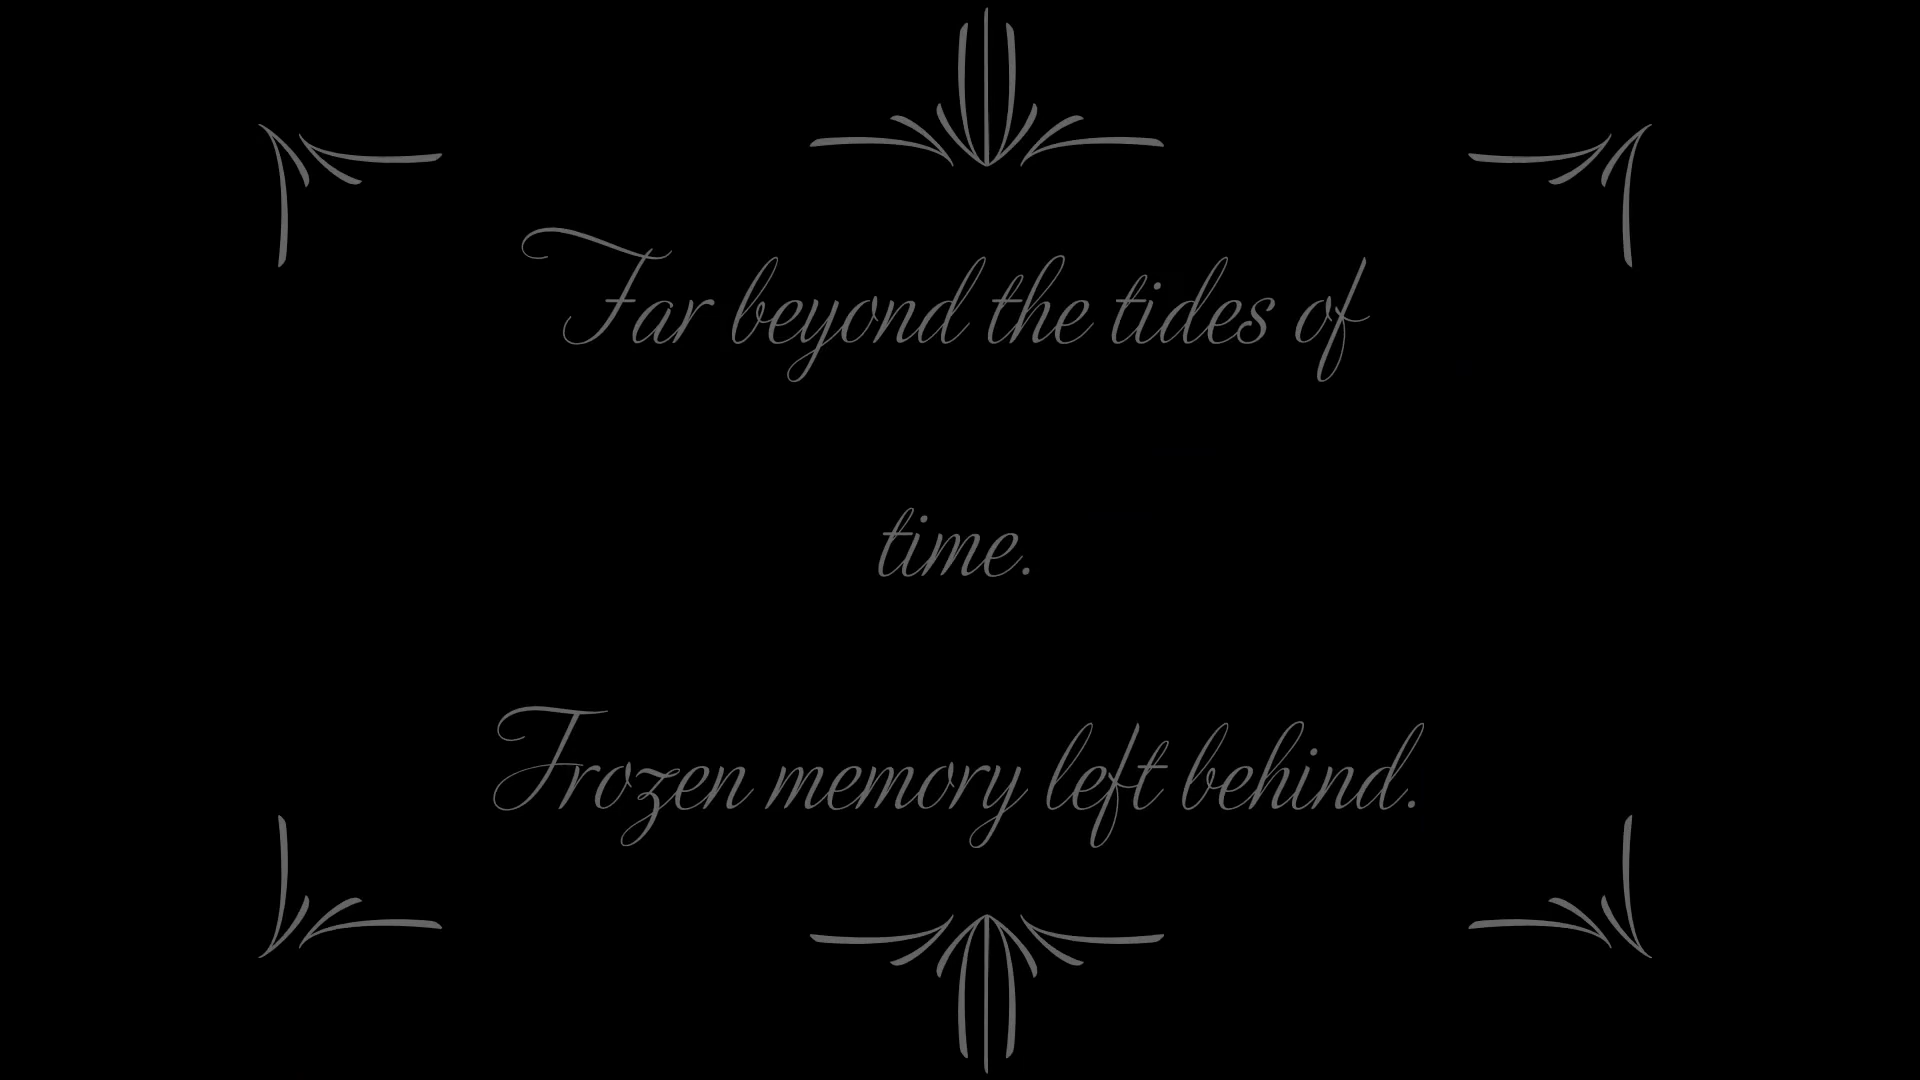 Far beyond the tides of
time.
Frozen memory left behind.